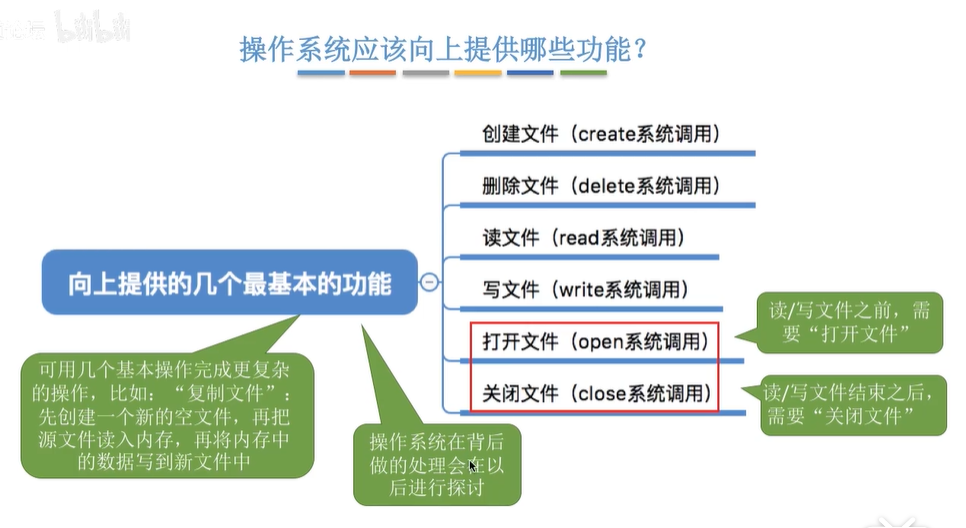 bilibili
操作系统应该向上提供哪些功能？
创建文件（create系统调用）
删除文件（delete系统调用）
读文件（read系统调用）
向上提供的几个最基本的功能
写文件（write系统调用）
打开文件（open系统调用）
关闭文件（close系统调用）
读/写文件之前，需
要“打开文件”
读/写文件结束之后，
需要“关闭文件”
可用几个基本操作完成更复杂
的操作，比如：“复制文件”：
先创建一个新的空文件，再把
源文件读入内存，再将内存中
的数据写到新文件中
操作系统在背后
做的处理会在以
后进行探讨